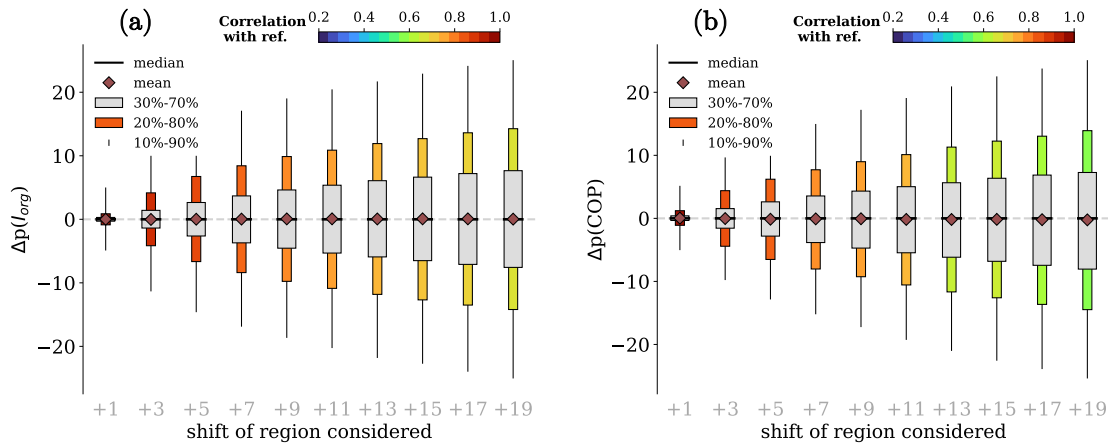 (a)
Correlation
with ref.
0.2 0.4 0.6 0.8 1.0
median
mean
30%-70%
20%-80%
10%-90%
20
10
0
−10
−20
Δp(I_org)
+1 +3 +5 +7 +9 +11 +13 +15 +17 +19
shift of region considered
(b)
Correlation
with ref.
0.2 0.4 0.6 0.8 1.0
median
mean
30%-70%
20%-80%
10%-90%
20
10
0
−10
−20
Δp(COP)
+1 +3 +5 +7 +9 +11 +13 +15 +17 +19
shift of region considered